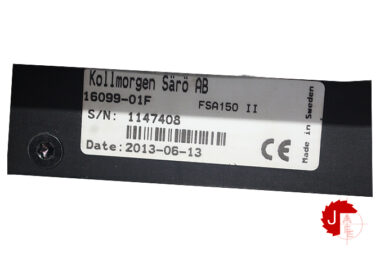 Kollmorgen Särö AB
16099-01F
FSA150 II
S/N: 1147408
Date: 2013-06-13
CE
Made in Sweden
J